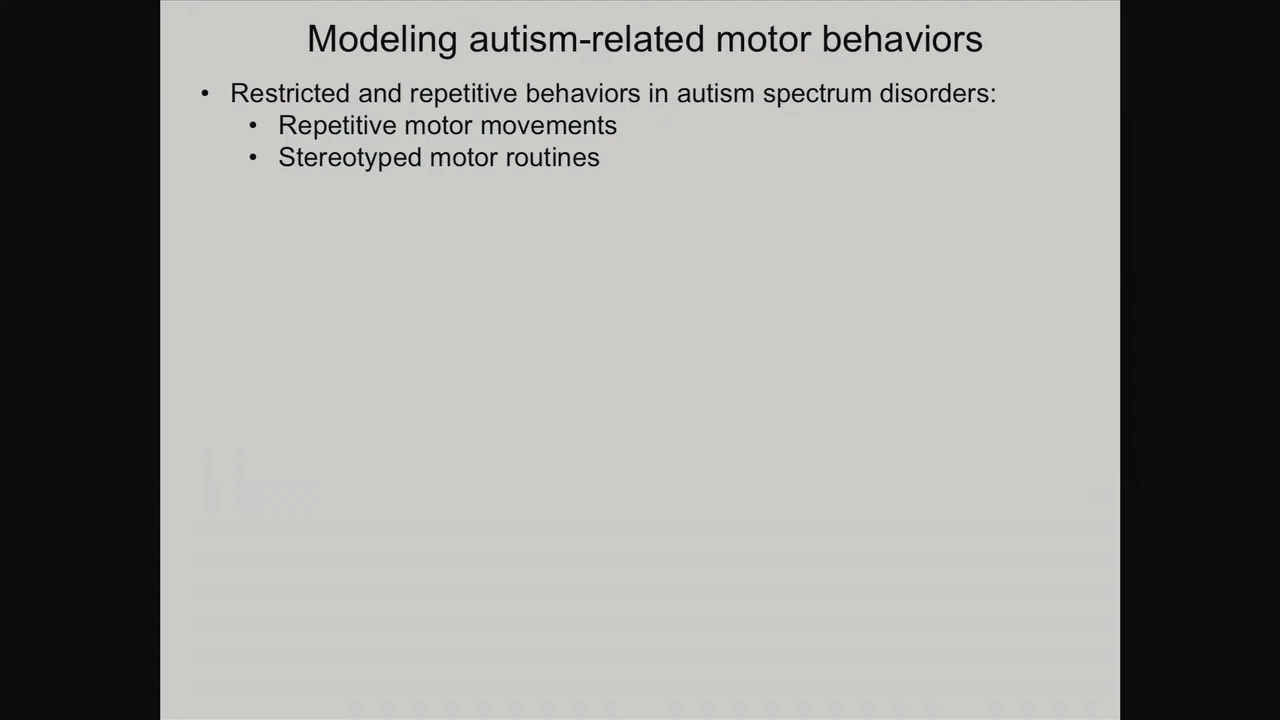 Modeling autism-related motor behaviors
• Restricted and repetitive behaviors in autism spectrum disorders:
• Repetitive motor movements
• Stereotyped motor routines